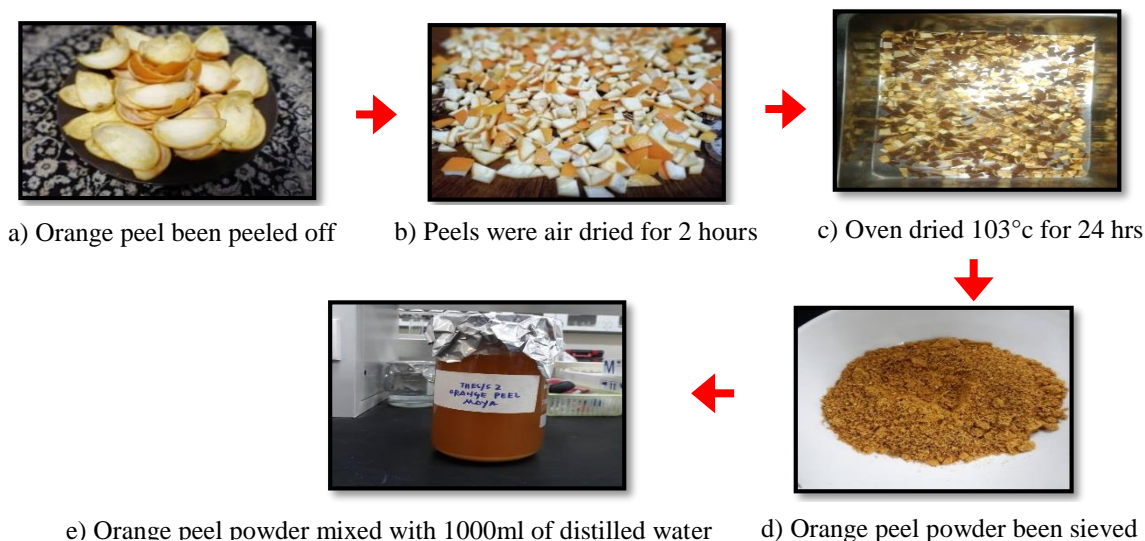 a) Orange peel been peeled off
b) Peels were air dried for 2 hours
c) Oven dried 103°c for 24 hrs
THESIS 2
ORANGE PEEL
MOYA
e) Orange peel powder mixed with 1000ml of distilled water
d) Orange peel powder been sieved